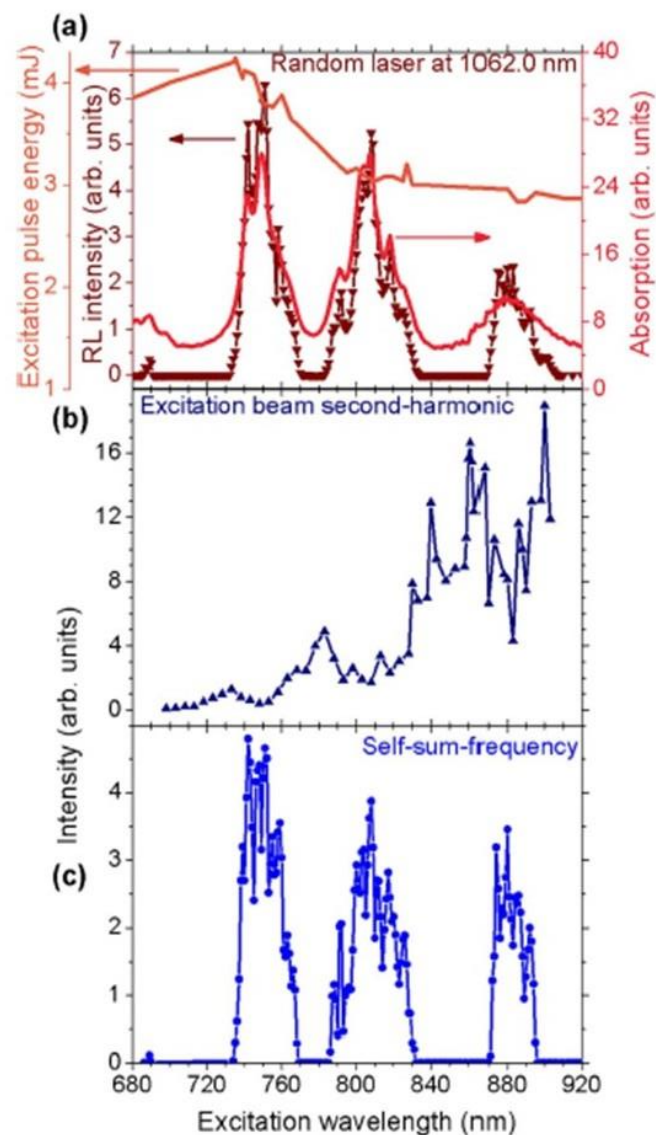 (a)
Random laser at 1062.0 nm
Excitation pulse energy (mJ)
4
3
2
1
RL intensity (arb. units)
7
6
5
4
3
2
1
0
Absorption (arb. units)
40
32
24
16
8
0
(b)
Excitation beam second-harmonic
16
12
8
4
0
Intensity (arb. units)
(c)
Self-sum-frequency
4
3
2
1
0
680 720 760 800 840 880 920
Excitation wavelength (nm)